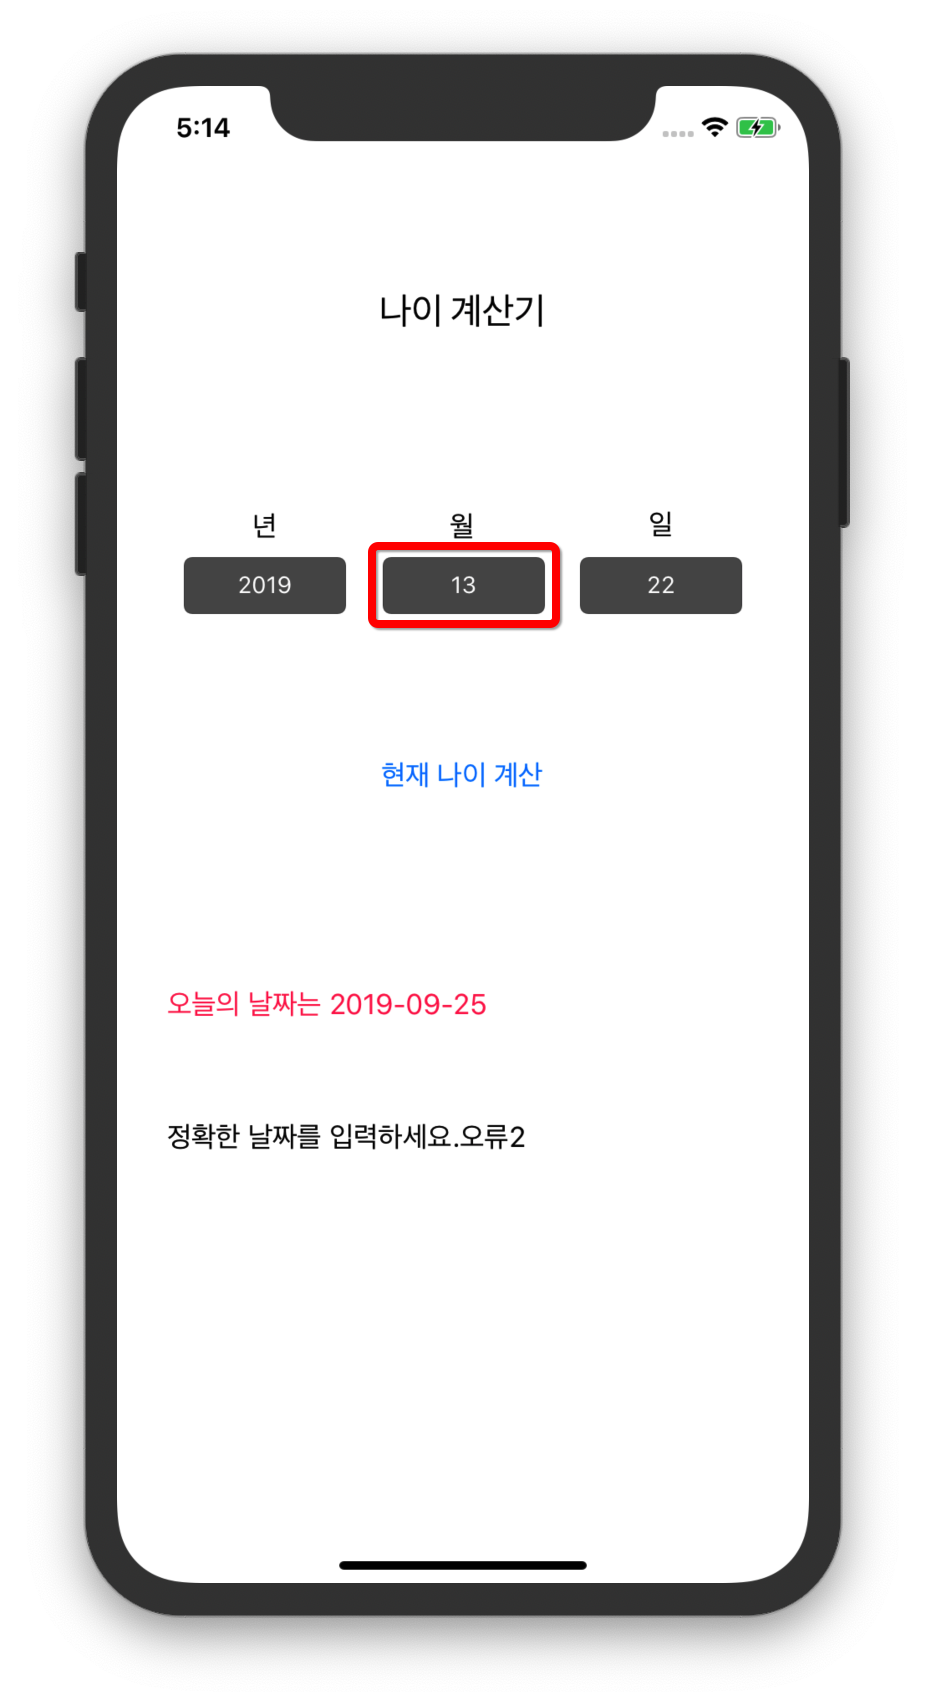 5:14
나이 계산기
년 월 일
2019 13 22
현재 나이 계산
오늘의 날짜는 2019-09-25
정확한 날짜를 입력하세요.오류2